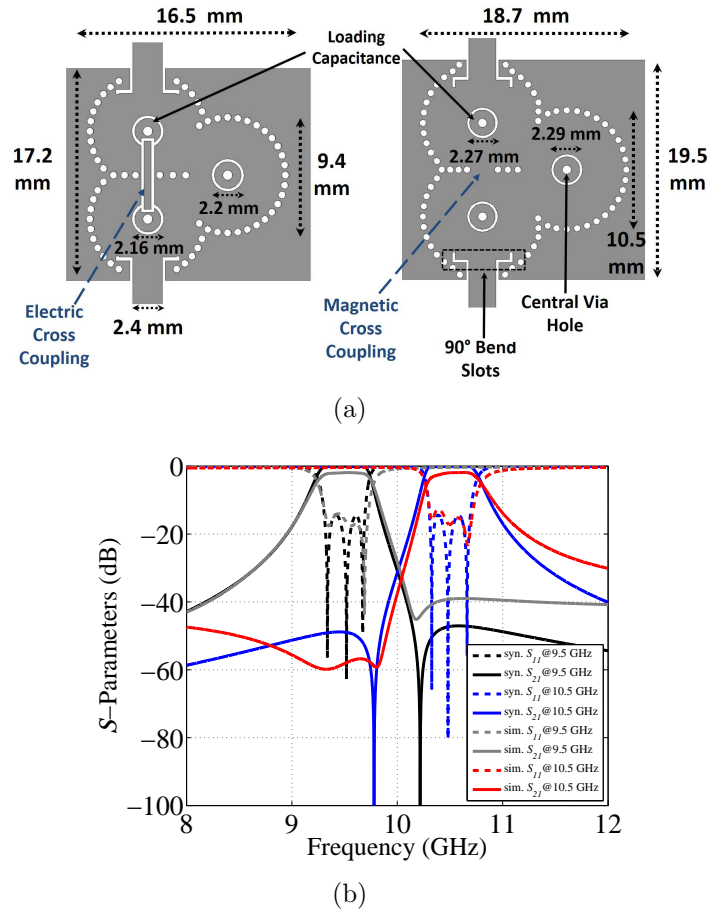 16.5 mm
18.7 mm
Loading
Capacitance
17.2
mm
9.4
mm
2.2 mm
2.16 mm
2.4 mm
Electric
Cross
Coupling
2.29 mm
2.27 mm
19.5
mm
10.5
mm
Magnetic
Cross
Coupling
90° Bend
Slots
Central Via
Hole
(a)
S-Parameters (dB)
0
−20
−40
−60
−80
−100
8
9
10
11
12
Frequency (GHz)
syn. S11@9.5 GHz
syn. S21@9.5 GHz
syn. S11@10.5 GHz
syn. S21@10.5 GHz
sim. S11@9.5 GHz
sim. S21@9.5 GHz
sim. S11@10.5 GHz
sim. S21@10.5 GHz
(b)